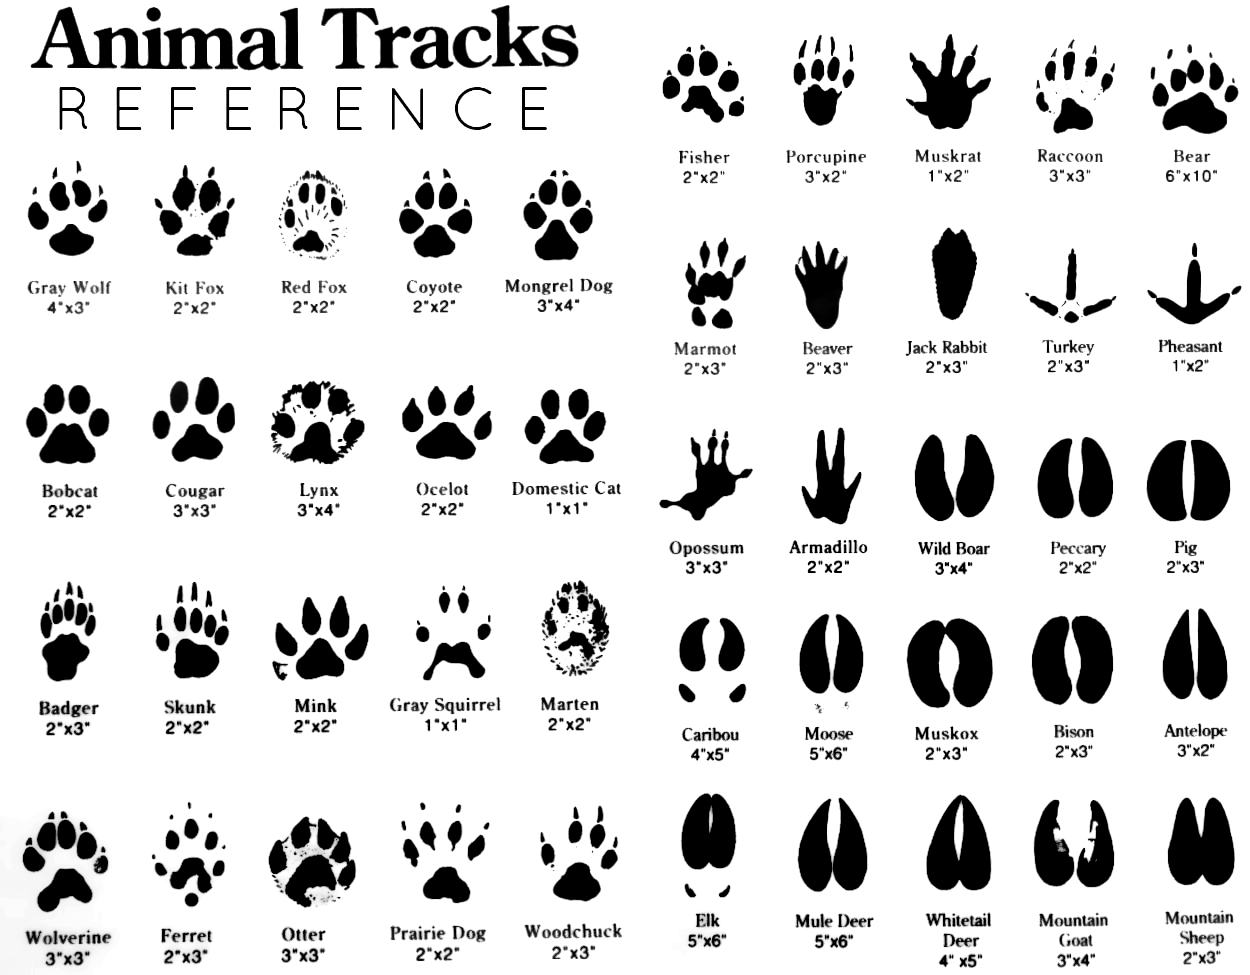 Animal Tracks
REFERENCE
Gray Wolf
4"x3"
Kit Fox
2"x2"
Red Fox
2"x2"
Coyote
2"x2"
Mongrel Dog
3"x4"
Bobcat
2"x2"
Cougar
3"x3"
Lynx
3"x4"
Ocelot
2"x2"
Domestic Cat
1"x1"
Badger
2"x3"
Skunk
2"x2"
Mink
2"x2"
Gray Squirrel
1"x1"
Marten
2"x2"
Wolverine
3"x3"
Ferret
2"x3"
Otter
3"x3"
Prairie Dog
2"x2"
Woodchuck
2"x3"
Fisher
2"x2"
Porcupine
3"x2"
Muskrat
1"x2"
Raccoon
3"x3"
Bear
6"x10"
Marmot
2"x3"
Beaver
2"x3"
Jack Rabbit
2"x3"
Turkey
2"x3"
Pheasant
1"x2"
Opossum
3"x3"
Armadillo
2"x2"
Wild Boar
3"x4"
Peccary
2"x2"
Pig
2"x3"
Caribou
4"x5"
Moose
5"x6"
Muskox
2"x3"
Bison
2"x3"
Antelope
3"x2"
Elk
5"x6"
Mule Deer
5"x6"
Whitetail
Deer
4" x5"
Mountain
Goat
3"x4"
Mountain
Sheep
2"x3"